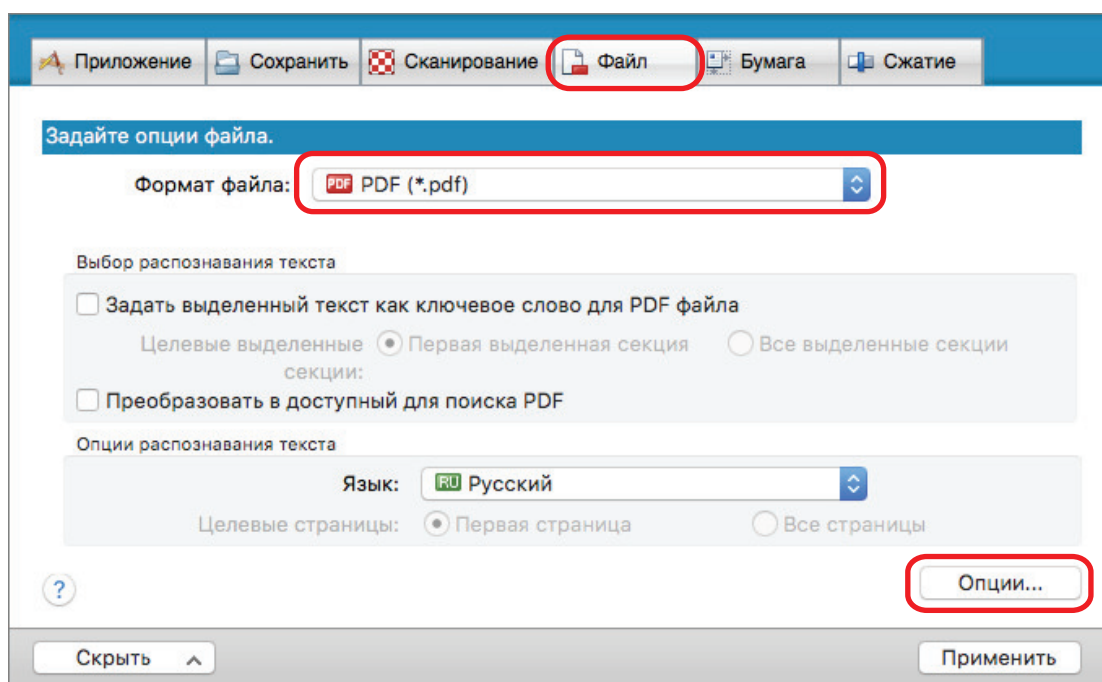 Приложение Сохранить Сканирование Файл Бумага Сжатие
Задайте опции файла.
Формат файла: PDF PDF (*.pdf)
Выбор распознавания текста
Задать выделенный текст как ключевое слово для PDF файла
Целевые выделенные секции: Первая выделенная секция Все выделенные секции
Преобразовать в доступный для поиска PDF
Опции распознавания текста
Язык: RU Русский
Целевые страницы: Первая страница Все страницы
? Опции...
Скрыть Применить